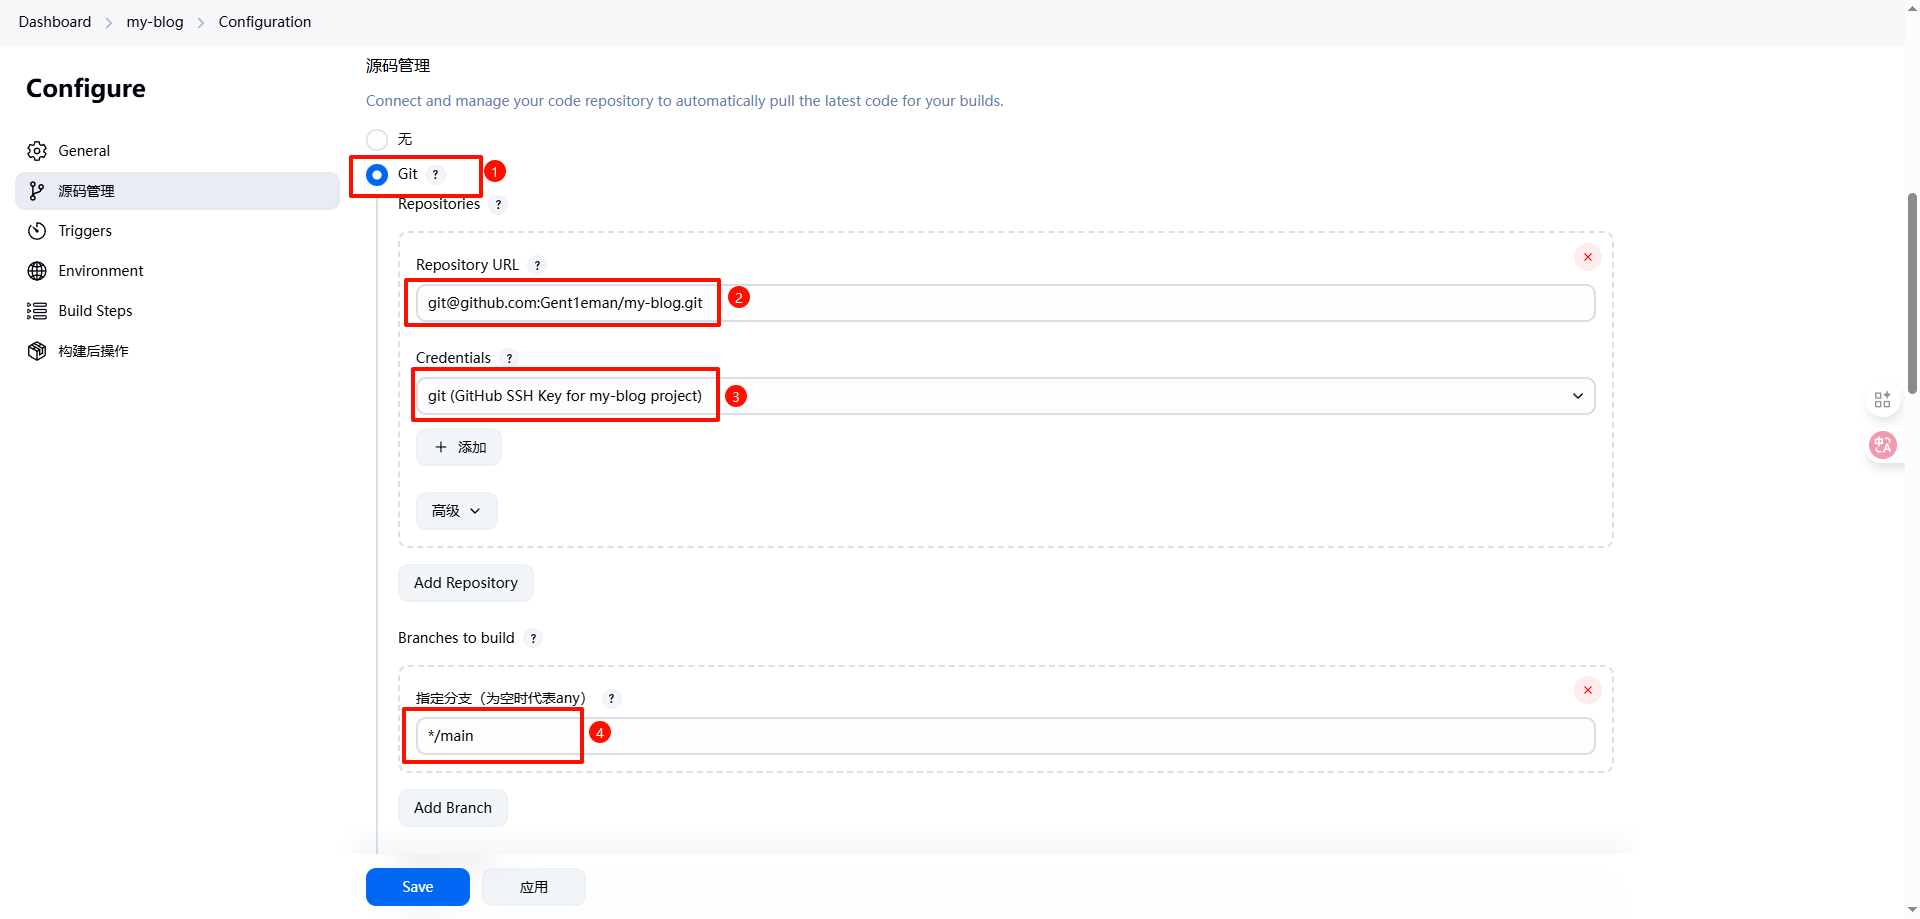 Dashboard > my-blog > Configuration
Configure
General
源码管理
Triggers
Environment
Build Steps
构建后操作
源码管理
Connect and manage your code repository to automatically pull the latest code for your builds.
无
Git ? 1
Repositories ?
Repository URL ?
git@github.com:Gent1eman/my-blog.git 2
Credentials ?
git (GitHub SSH Key for my-blog project) 3
+ 添加
高级
Add Repository
Branches to build ?
指定分支（为空时代表any） ?
*/main 4
Add Branch
Save 应用
中A